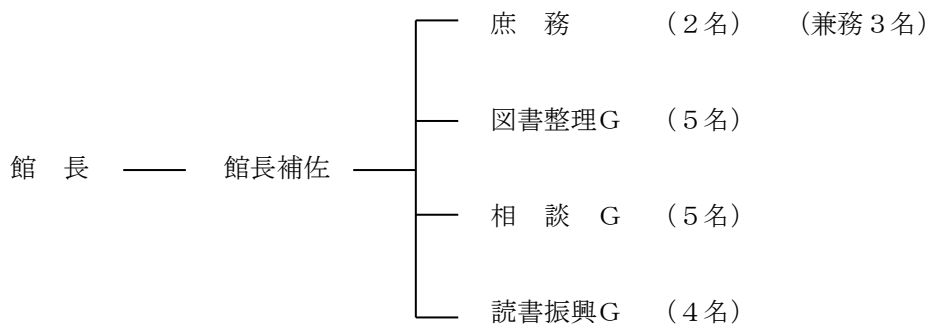 庶　務　　（２名）　（兼務３名）
図書整理Ｇ　（５名）
館　長　館長補佐
相　談　Ｇ　（５名）
読書振興Ｇ　（４名）